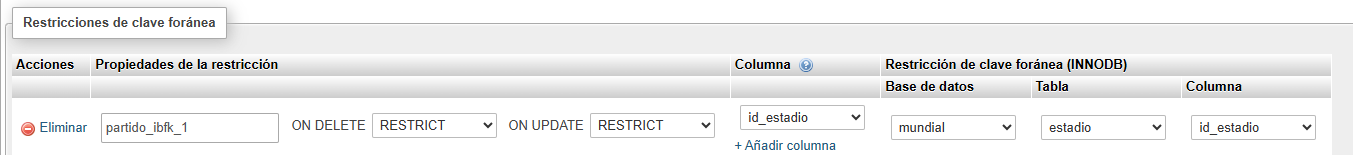 Restricciones de clave foránea
Acciones Propiedades de la restricción Columna Restricción de clave foránea (INNODB)
Base de datos Tabla Columna
Eliminar partido_ibfk_1 ON DELETE RESTRICT ON UPDATE RESTRICT id_estadio mundial estadio id_estadio
+ Añadir columna